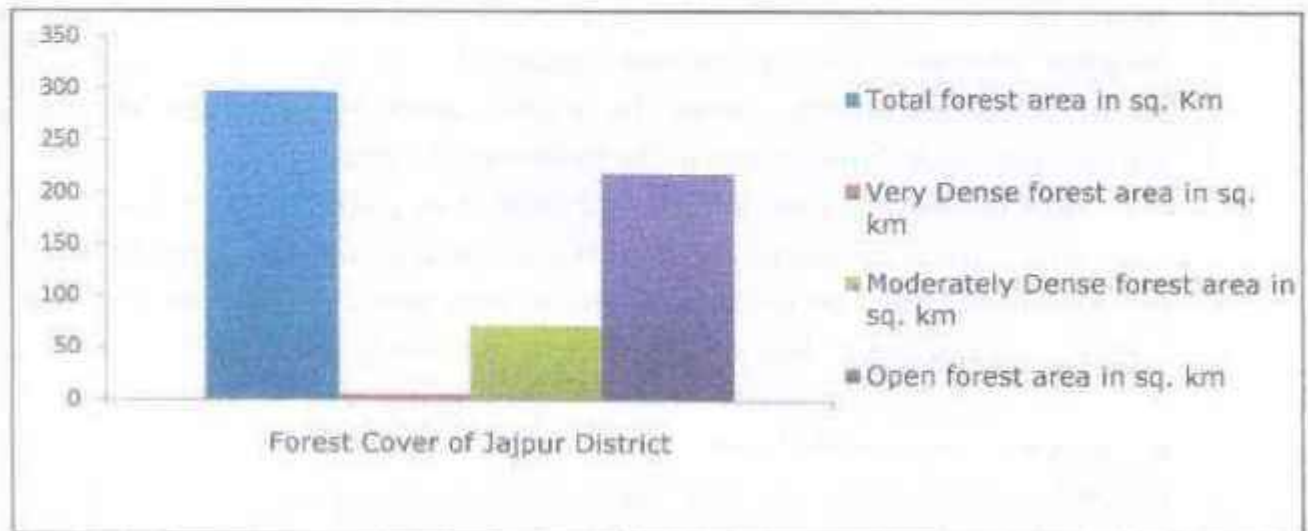 350
300
250
200
150
100
50
0
Forest Cover of Jajpur District
Total forest area in sq. Km
Very Dense forest area in sq.
km
Moderately Dense forest area in
sq. km
Open forest area in sq. km